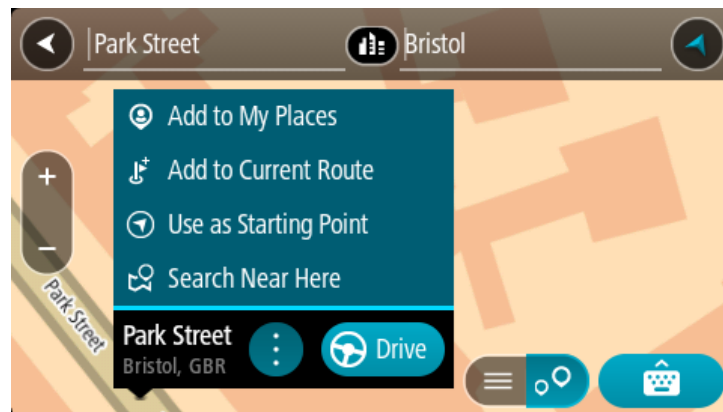 Park Street Bristol
Add to My Places
Add to Current Route
Use as Starting Point
Search Near Here
+
−
Park Street
Park Street
Bristol, GBR
Drive